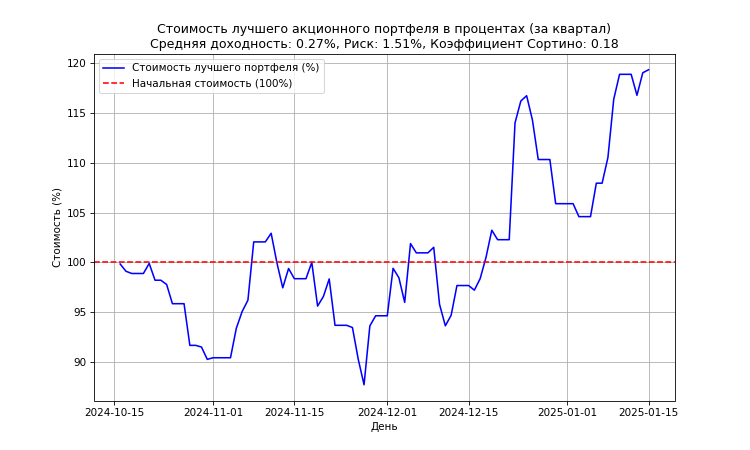 Стоимость лучшего акционного портфеля в процентах (за квартал)
Средняя доходность: 0.27%, Риск: 1.51%, Коэффициент Сортино: 0.18
Стоимость лучшего портфеля (%)
Начальная стоимость (100%)
Стоимость (%)
120
115
110
105
100
95
90
2024-10-15
2024-11-01
2024-11-15
2024-12-01
2024-12-15
2025-01-01
2025-01-15
День